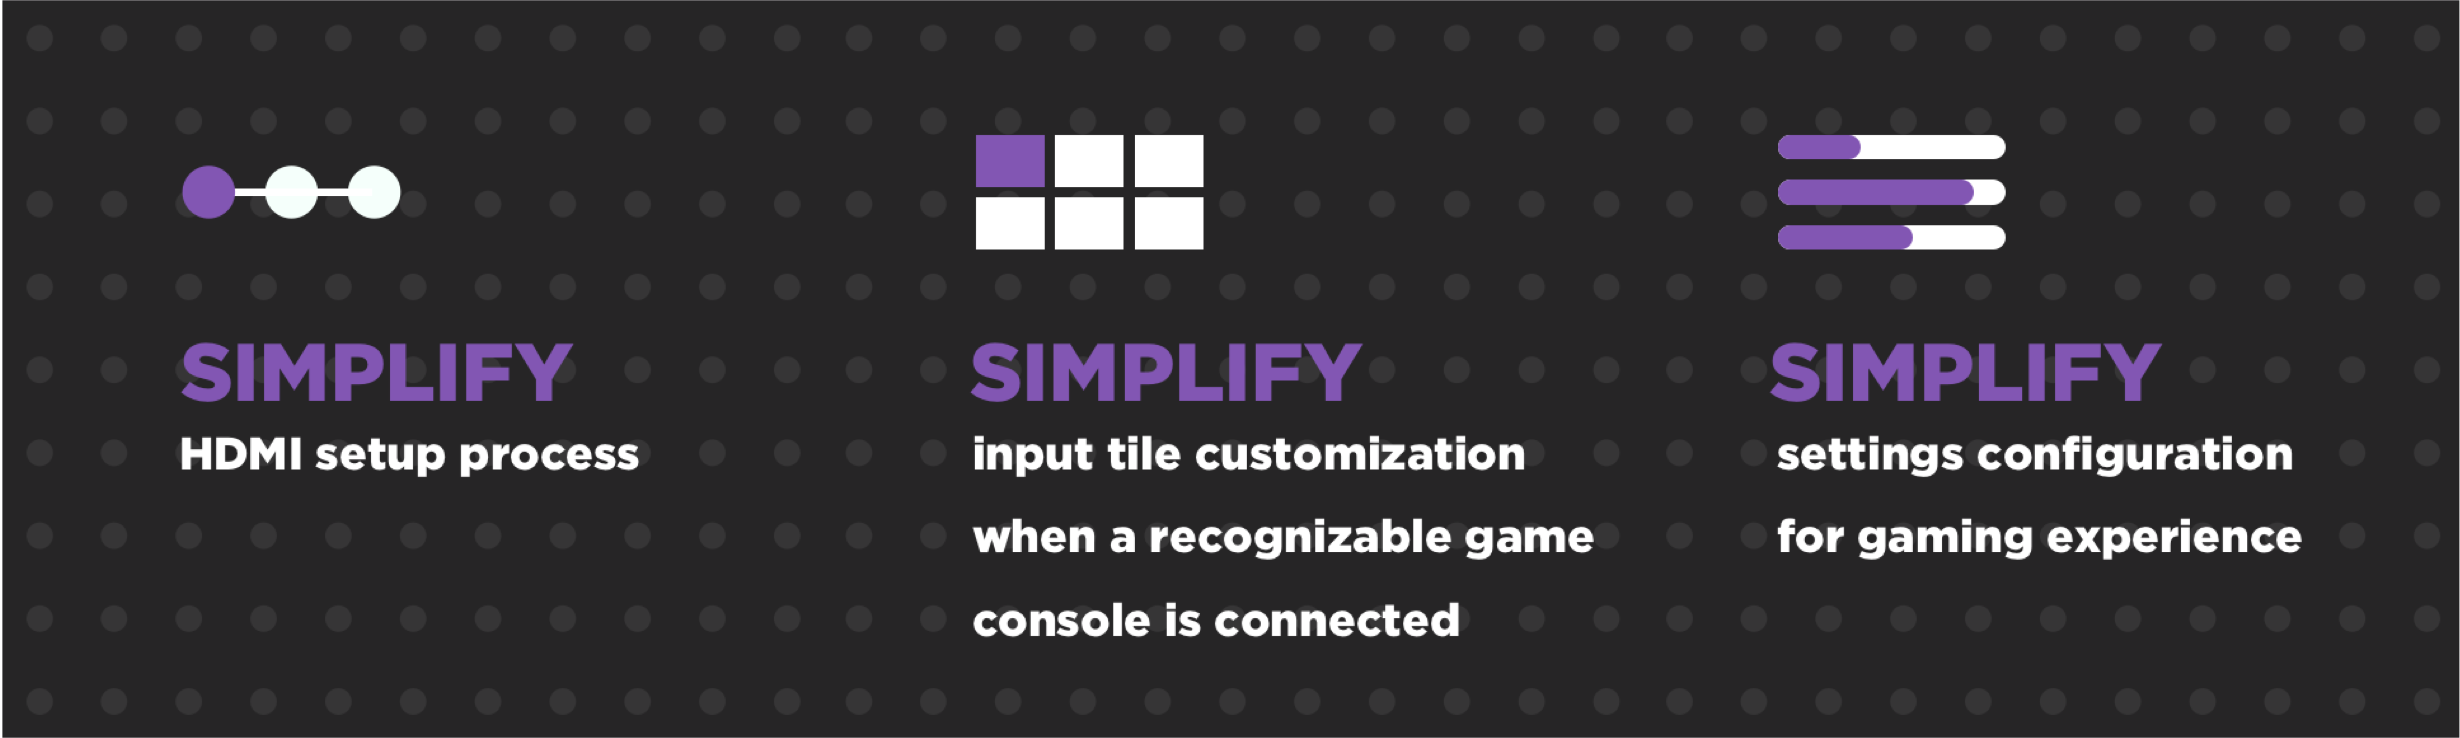 SIMPLIFY
HDMI setup process
SIMPLIFY
input tile customization
when a recognizable game
console is connected
SIMPLIFY
settings configuration
for gaming experience